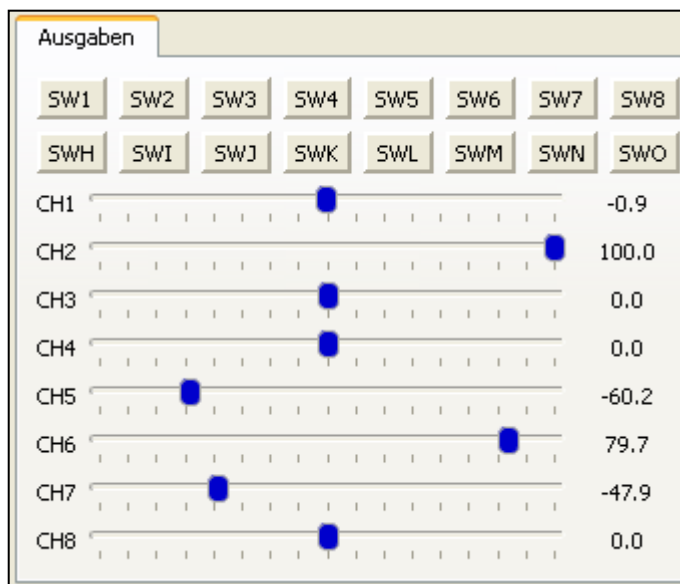 Ausgaben
SW1 SW2 SW3 SW4 SW5 SW6 SW7 SW8
SWH SWI SWJ SWK SWL SWM SWN SWO
CH1 -0.9
CH2 100.0
CH3 0.0
CH4 0.0
CH5 -60.2
CH6 79.7
CH7 -47.9
CH8 0.0